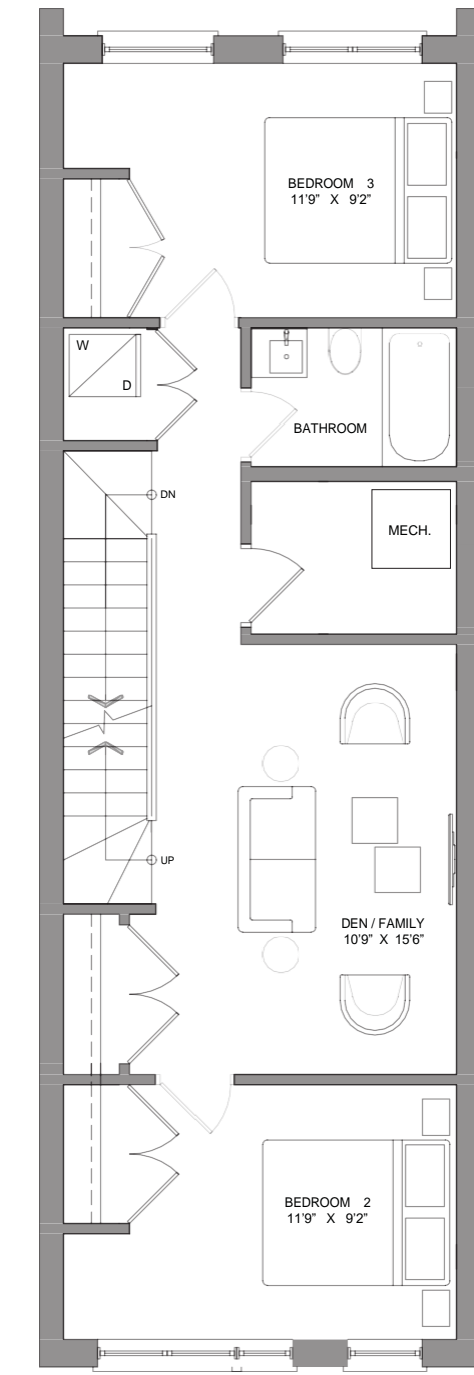 BEDROOM 3
11'9" X 9'2"
W
D
BATHROOM
DN
MECH.
UP
DEN / FAMILY
10'9" X 15'6"
BEDROOM 2
11'9" X 9'2"